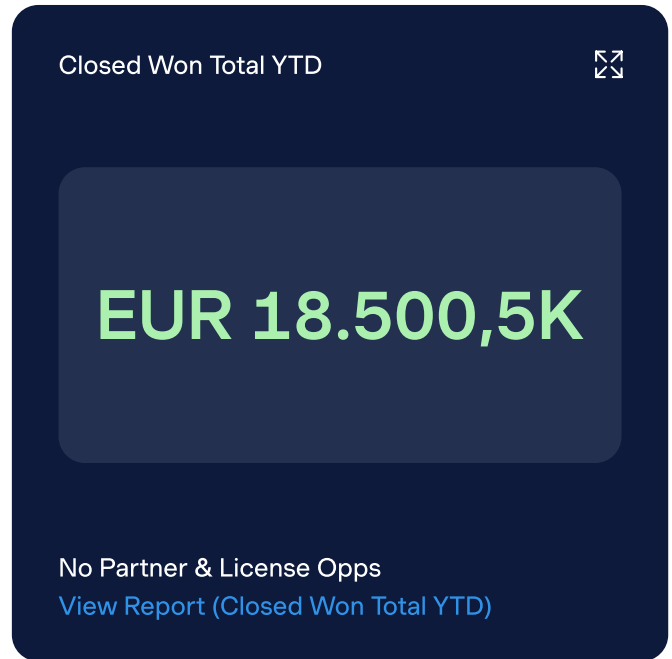 Closed Won Total YTD
EUR 18.500,5K
No Partner & License Opps
View Report (Closed Won Total YTD)